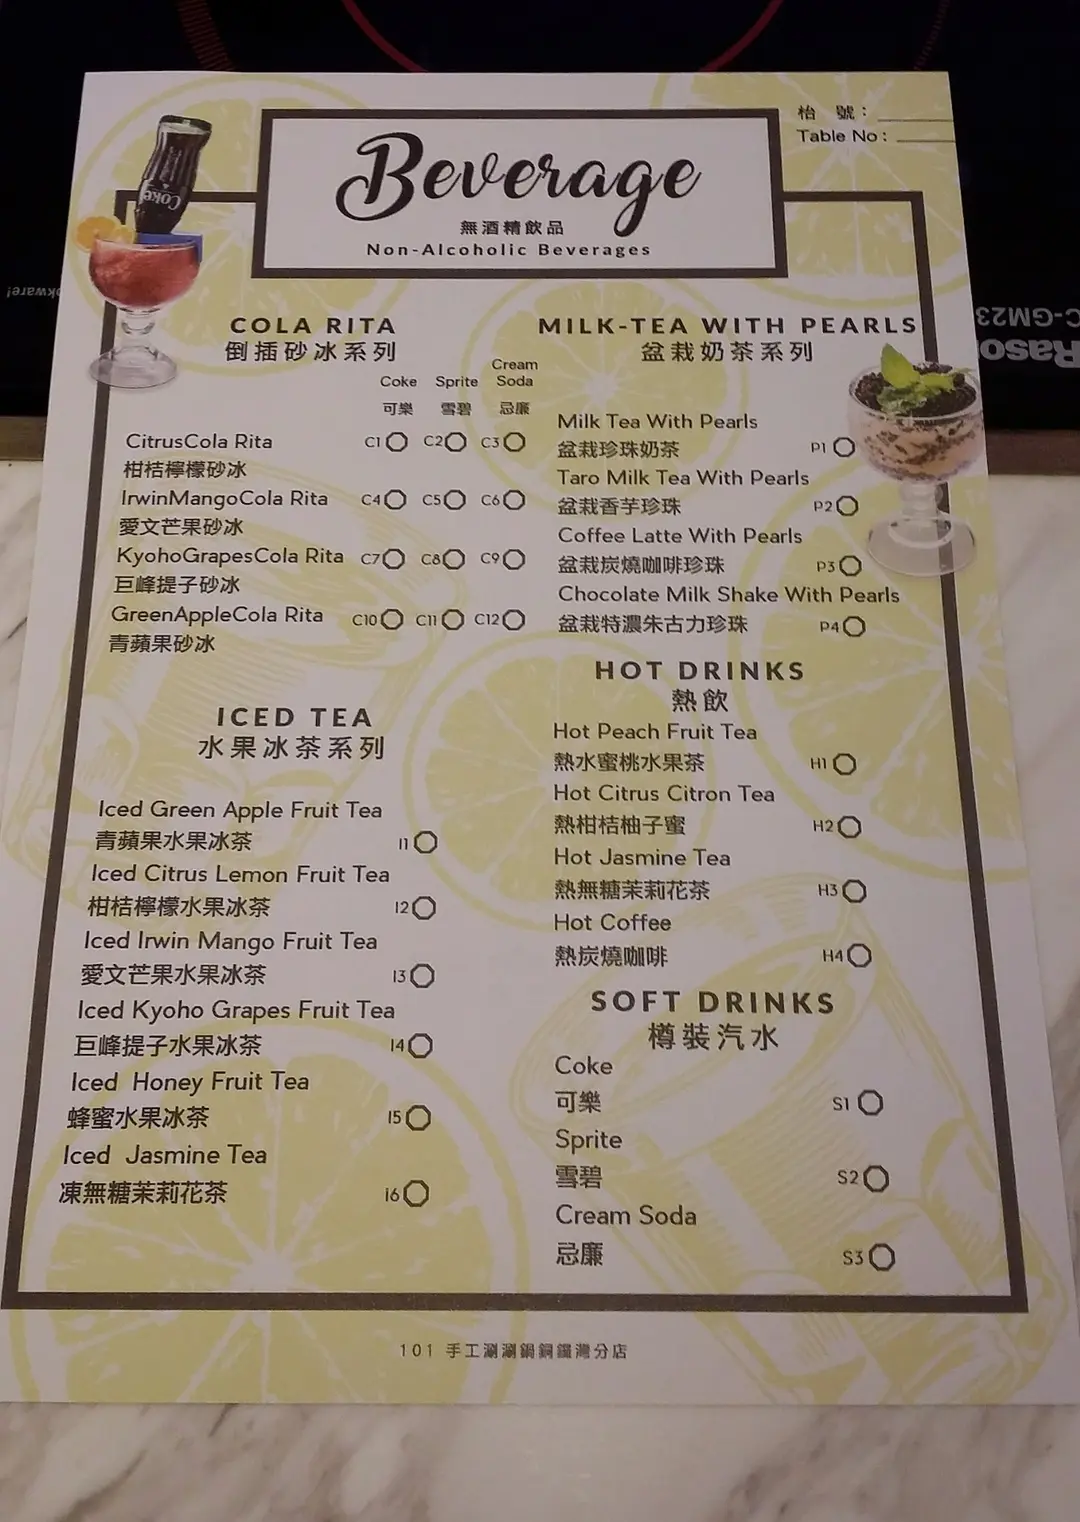 枱 號：
Table No :
Beverage
無酒精飲品
Non-Alcoholic Beverages
Coke
COLA RITA
倒插砂冰系列
Coke Sprite Cream Soda
可樂 雪碧 忌廉
CitrusCola Rita C1 C2 C3
柑桔檸檬砂冰
IrwinMangoCola Rita C4 C5 C6
愛文芒果砂冰
KyohoGrapesCola Rita C7 C8 C9
巨峰提子砂冰
GreenAppleCola Rita C10 C11 C12
青蘋果砂冰
ICED TEA
水果冰茶系列
Iced Green Apple Fruit Tea
青蘋果水果冰茶 I1
Iced Citrus Lemon Fruit Tea
柑桔檸檬水果冰茶 I2
Iced Irwin Mango Fruit Tea
愛文芒果水果冰茶 I3
Iced Kyoho Grapes Fruit Tea
巨峰提子水果冰茶 I4
Iced Honey Fruit Tea
蜂蜜水果冰茶 I5
Iced Jasmine Tea
凍無糖茉莉花茶 I6
MILK-TEA WITH PEARLS
盆栽奶茶系列
Milk Tea With Pearls
盆栽珍珠奶茶 P1
Taro Milk Tea With Pearls
盆栽香芋珍珠 P2
Coffee Latte With Pearls
盆栽炭燒咖啡珍珠 P3
Chocolate Milk Shake With Pearls
盆栽特濃朱古力珍珠 P4
HOT DRINKS
熱飲
Hot Peach Fruit Tea
熱水蜜桃水果茶 H1
Hot Citrus Citron Tea
熱柑桔柚子蜜 H2
Hot Jasmine Tea
熱無糖茉莉花茶 H3
Hot Coffee
熱炭燒咖啡 H4
SOFT DRINKS
樽裝汽水
Coke
可樂 S1
Sprite
雪碧 S2
Cream Soda
忌廉 S3
101 手工涮涮鍋銅鑼灣分店
C-GM23